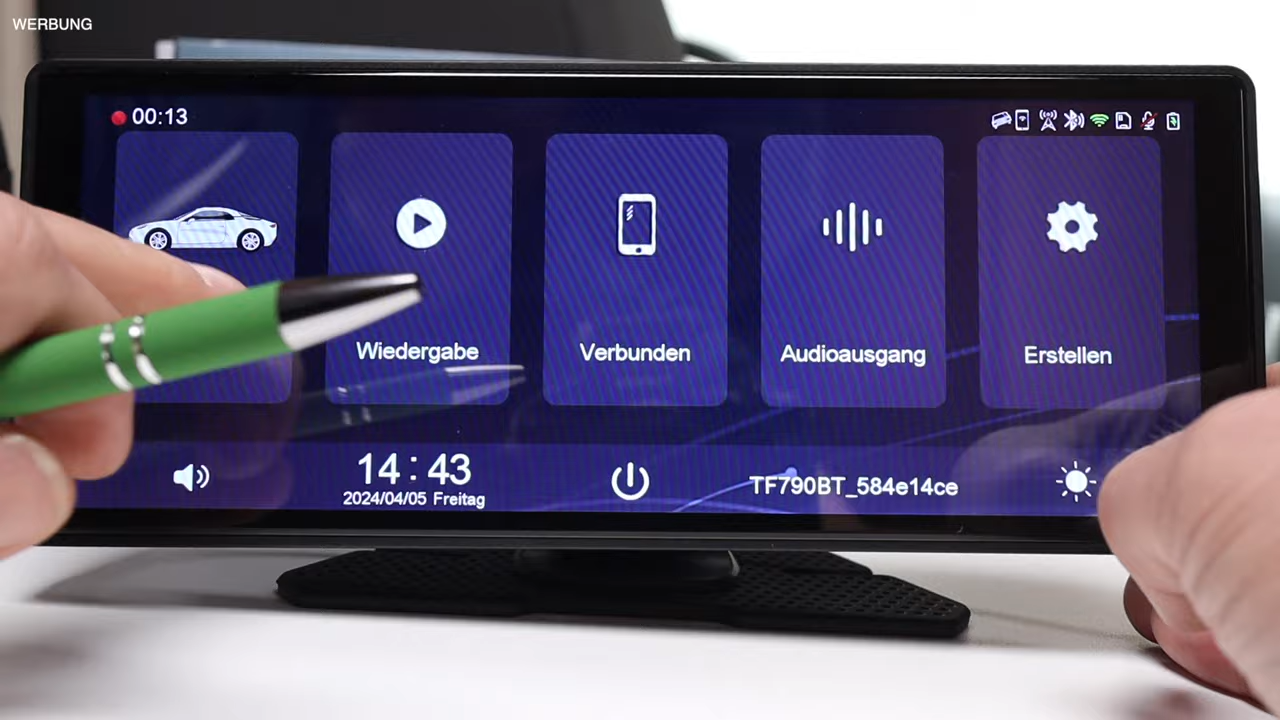 WERBUNG
00:13
Wiedergabe
Verbunden
Audioausgang
Erstellen
14:43
2024/04/05 Freitag
TF790BT_584e14ce